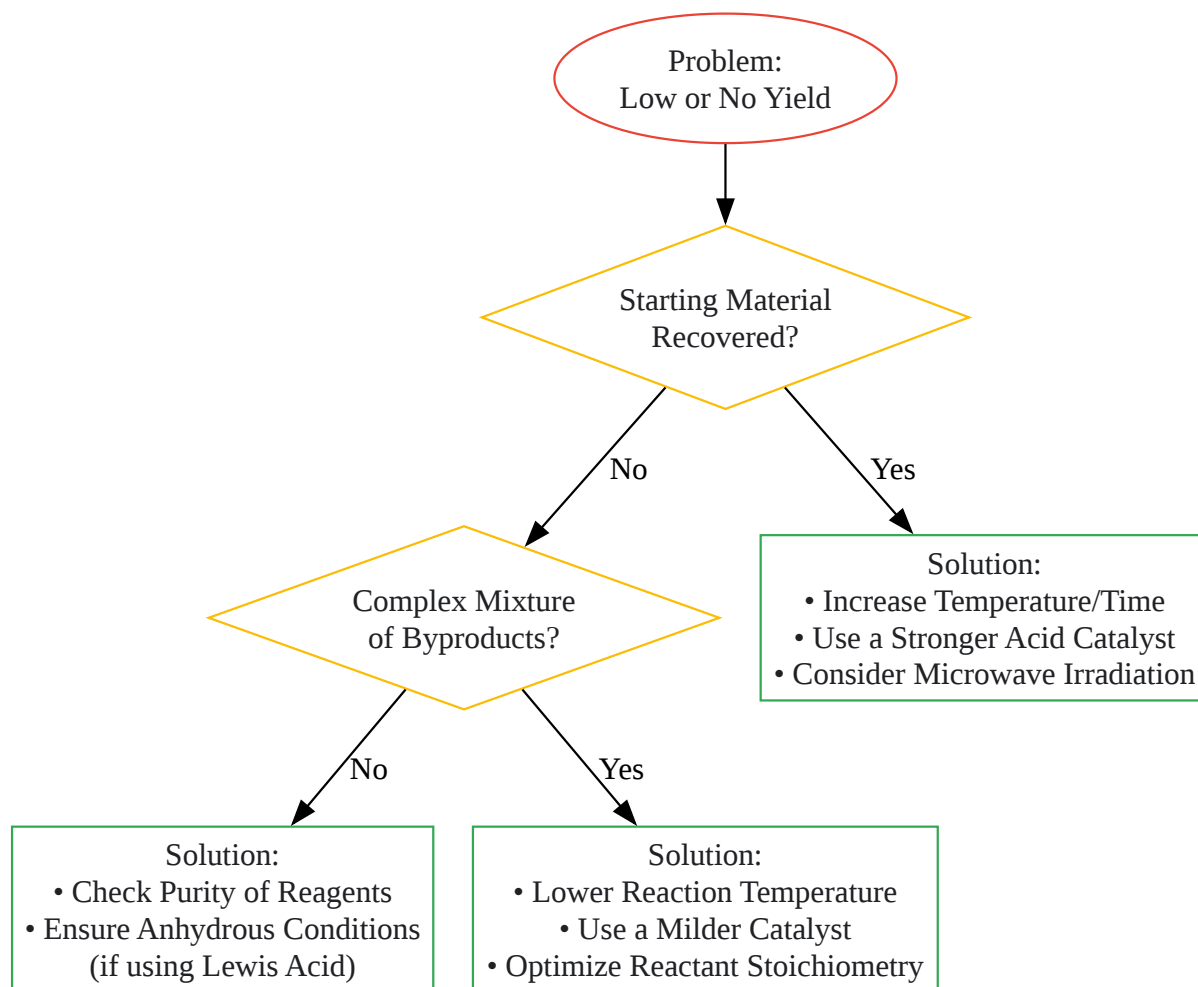 Problem:
Low or No Yield
Starting Material
Recovered?
No
Yes
Complex Mixture
of Byproducts?
Solution:
• Increase Temperature/Time
• Use a Stronger Acid Catalyst
• Consider Microwave Irradiation
No
Yes
Solution:
• Check Purity of Reagents
• Ensure Anhydrous Conditions
(if using Lewis Acid)
Solution:
• Lower Reaction Temperature
• Use a Milder Catalyst
• Optimize Reactant Stoichiometry